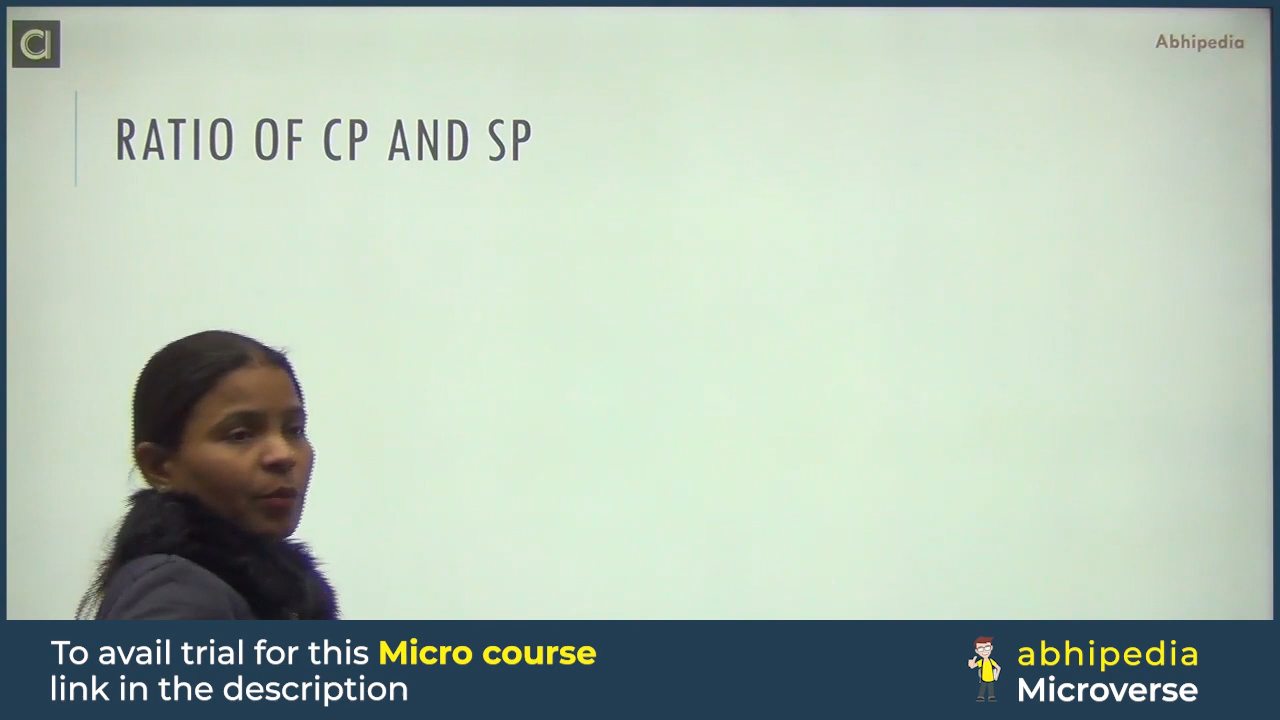 Abhipedia
RATIO OF CP AND SP
To avail trial for this Micro course
link in the description
abhipedia
Microverse